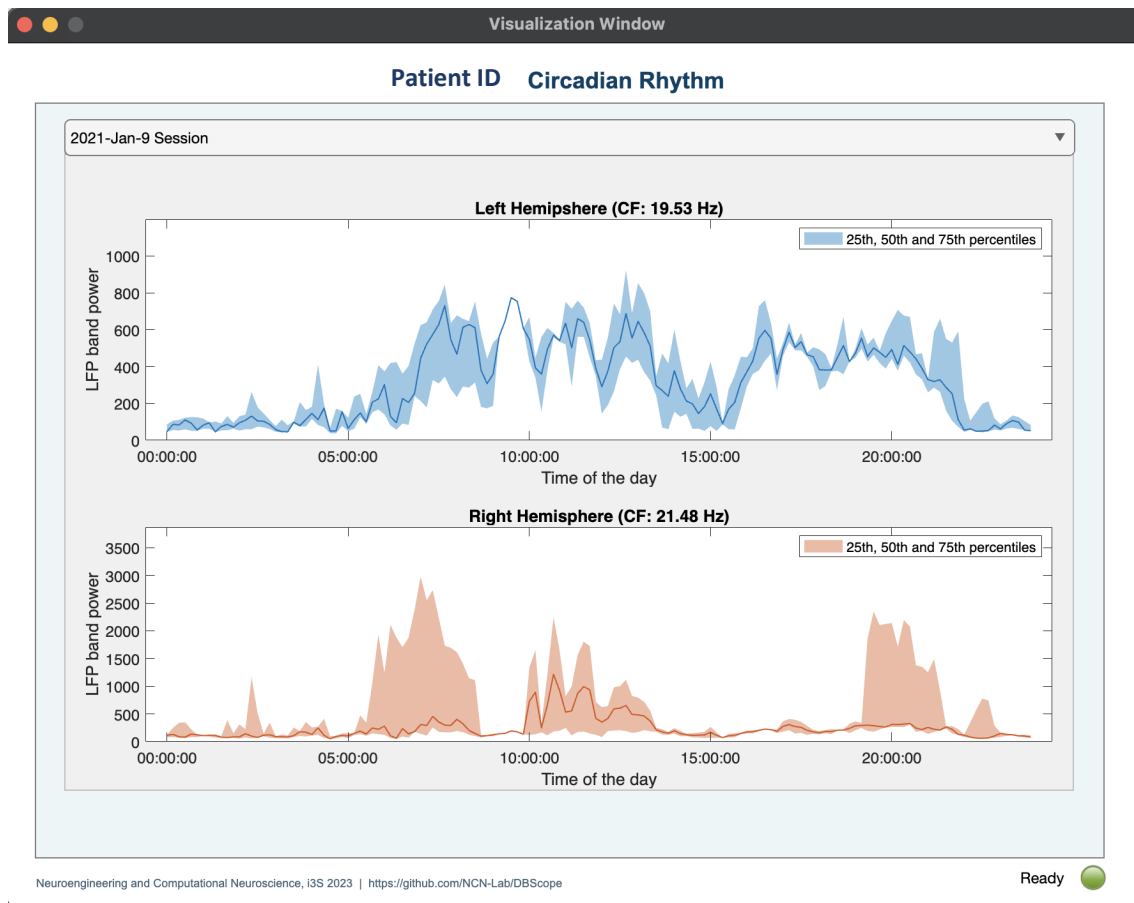 Visualization Window
Patient ID Circadian Rhythm
2021-Jan-9 Session
Left Hemipshere (CF: 19.53 Hz)
25th, 50th and 75th percentiles
LFP band power
1000
800
600
400
200
0
00:00:00 05:00:00 10:00:00 15:00:00 20:00:00
Time of the day
Right Hemisphere (CF: 21.48 Hz)
25th, 50th and 75th percentiles
LFP band power
3500
3000
2500
2000
1500
1000
500
0
00:00:00 05:00:00 10:00:00 15:00:00 20:00:00
Time of the day
Ready
Neuroengineering and Computational Neuroscience, i3S 2023 | https://github.com/NCN-Lab/DBScope